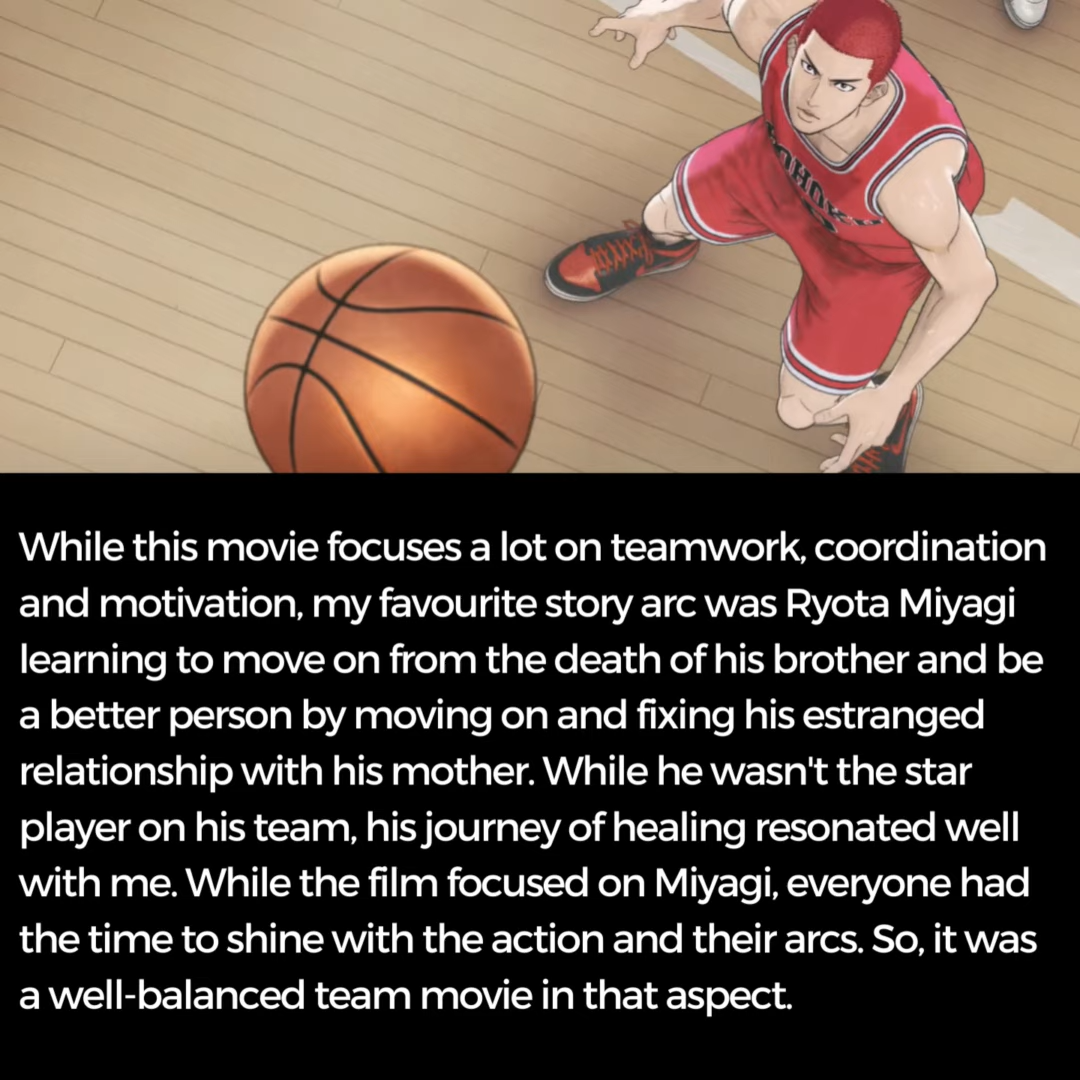 SHOHOKU
While this movie focuses a lot on teamwork, coordination
and motivation, my favourite story arc was Ryota Miyagi
learning to move on from the death of his brother and be
a better person by moving on and fixing his estranged
relationship with his mother. While he wasn't the star
player on his team, his journey of healing resonated well
with me. While the film focused on Miyagi, everyone had
the time to shine with the action and their arcs. So, it was
a well-balanced team movie in that aspect.